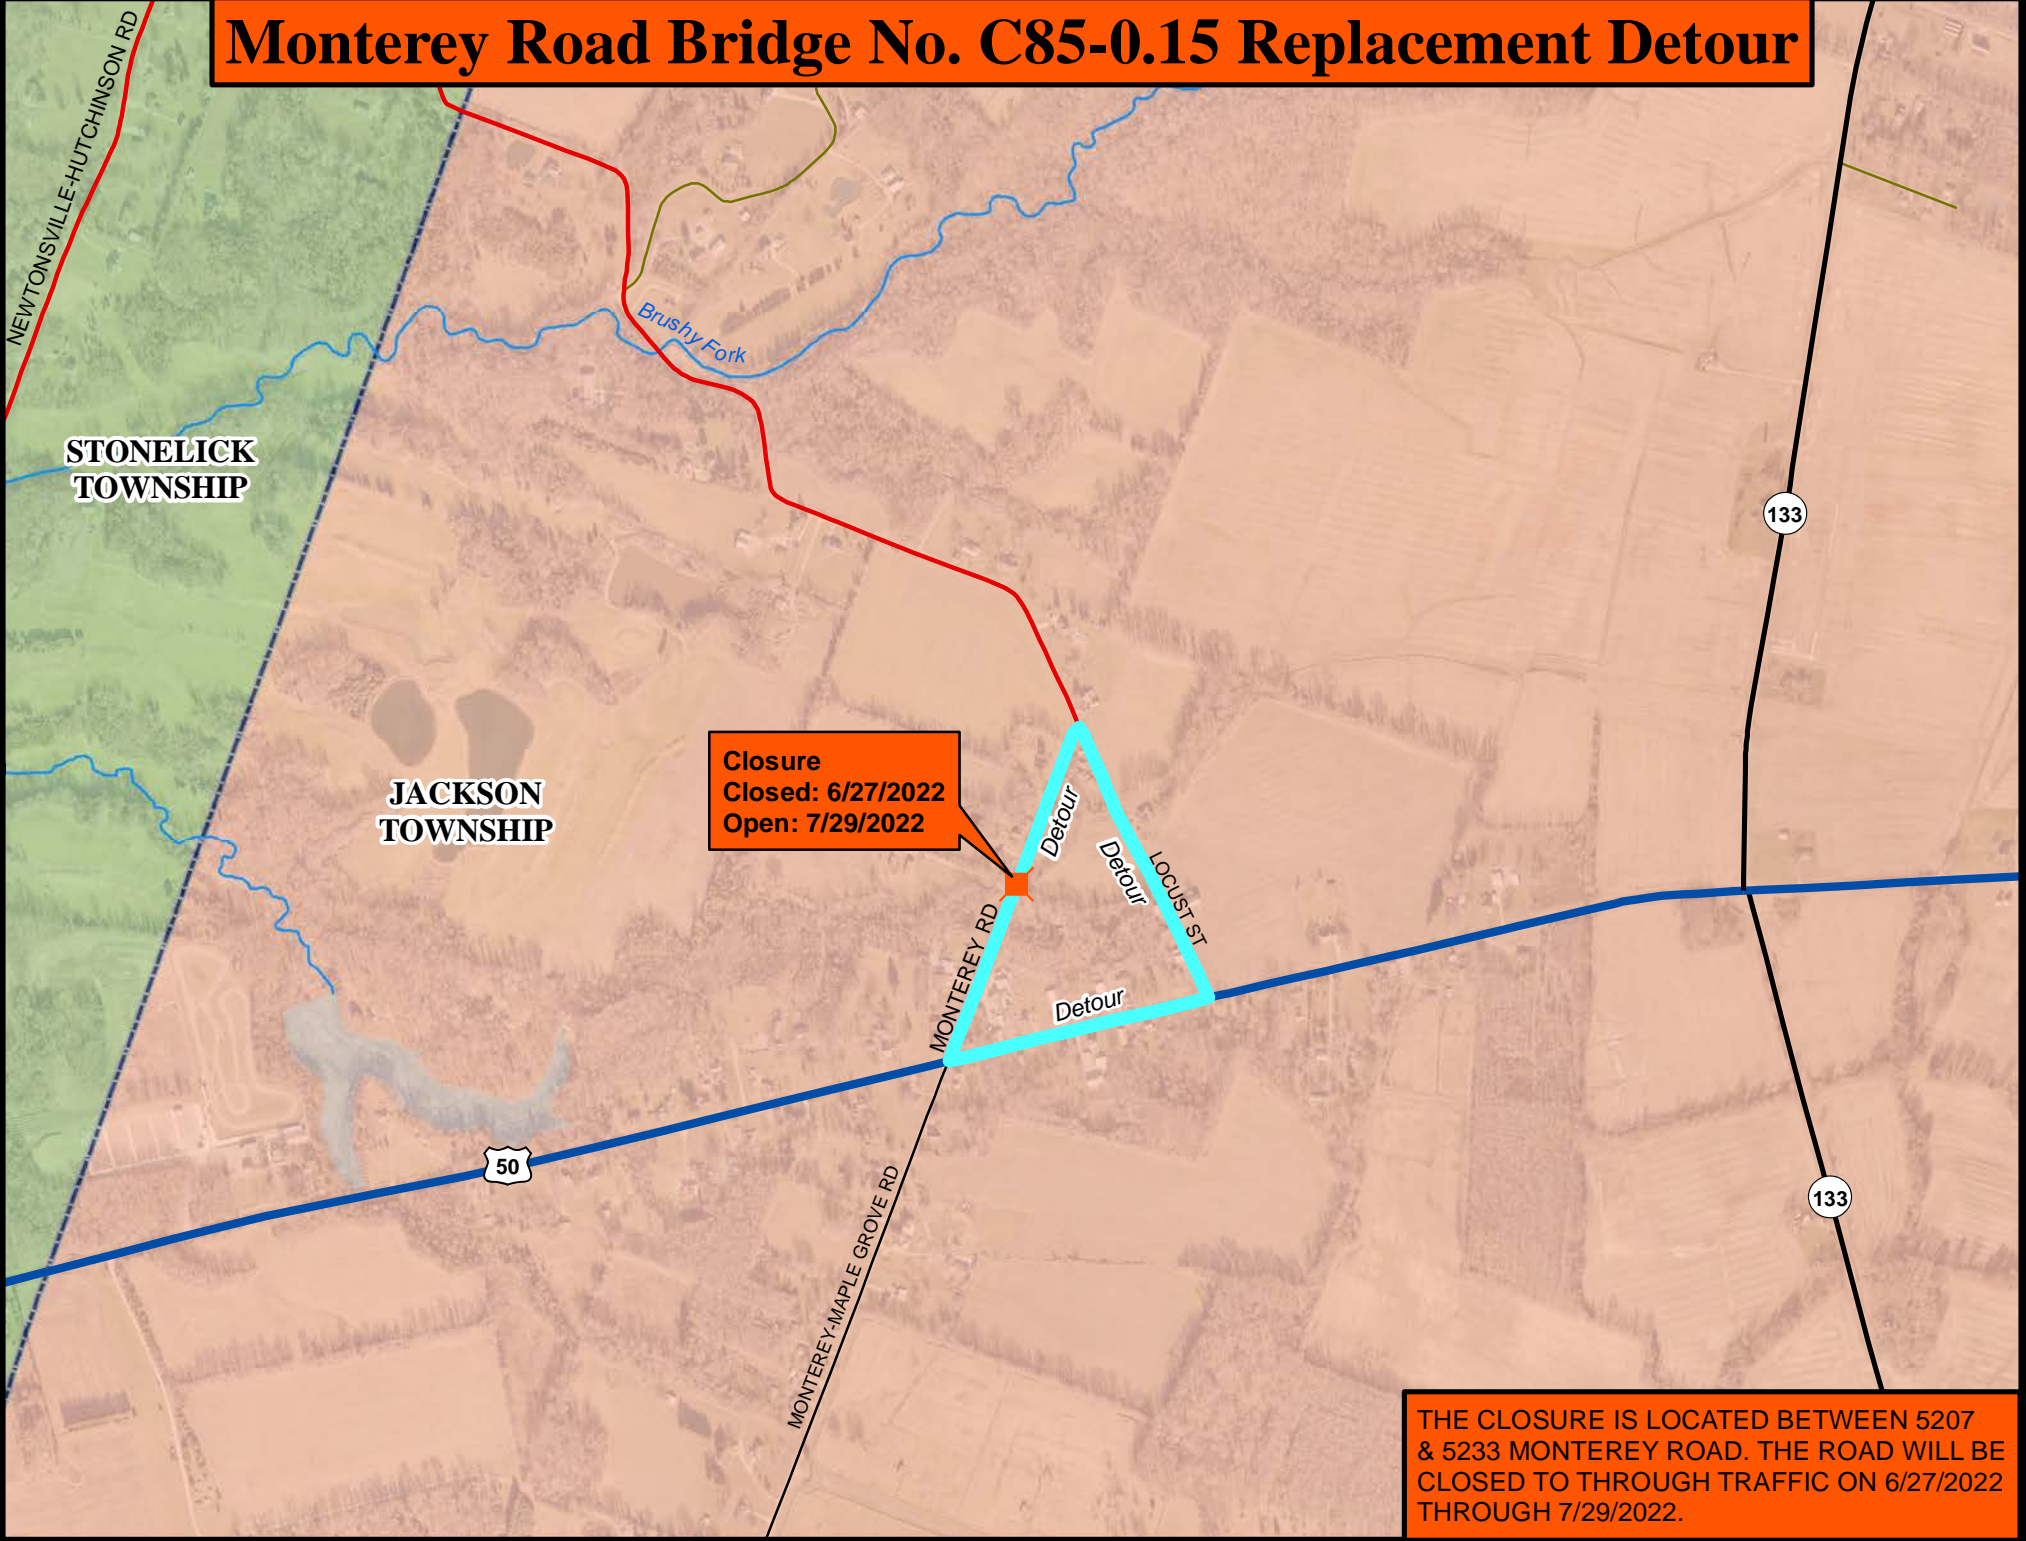 Monterey Road Bridge No. C85-0.15 Replacement Detour
NEWTONSVILLE-HUTCHINSON RD
Brushy Fork
STONELICK
TOWNSHIP
133
JACKSON
TOWNSHIP
Closure
Closed: 6/27/2022
Open: 7/29/2022
Detour
Detour
LOCUST ST
MONTEREY RD
Detour
50
MONTEREY-MAPLE GROVE RD
133
THE CLOSURE IS LOCATED BETWEEN 5207
& 5233 MONTEREY ROAD. THE ROAD WILL BE
CLOSED TO THROUGH TRAFFIC ON 6/27/2022
THROUGH 7/29/2022.